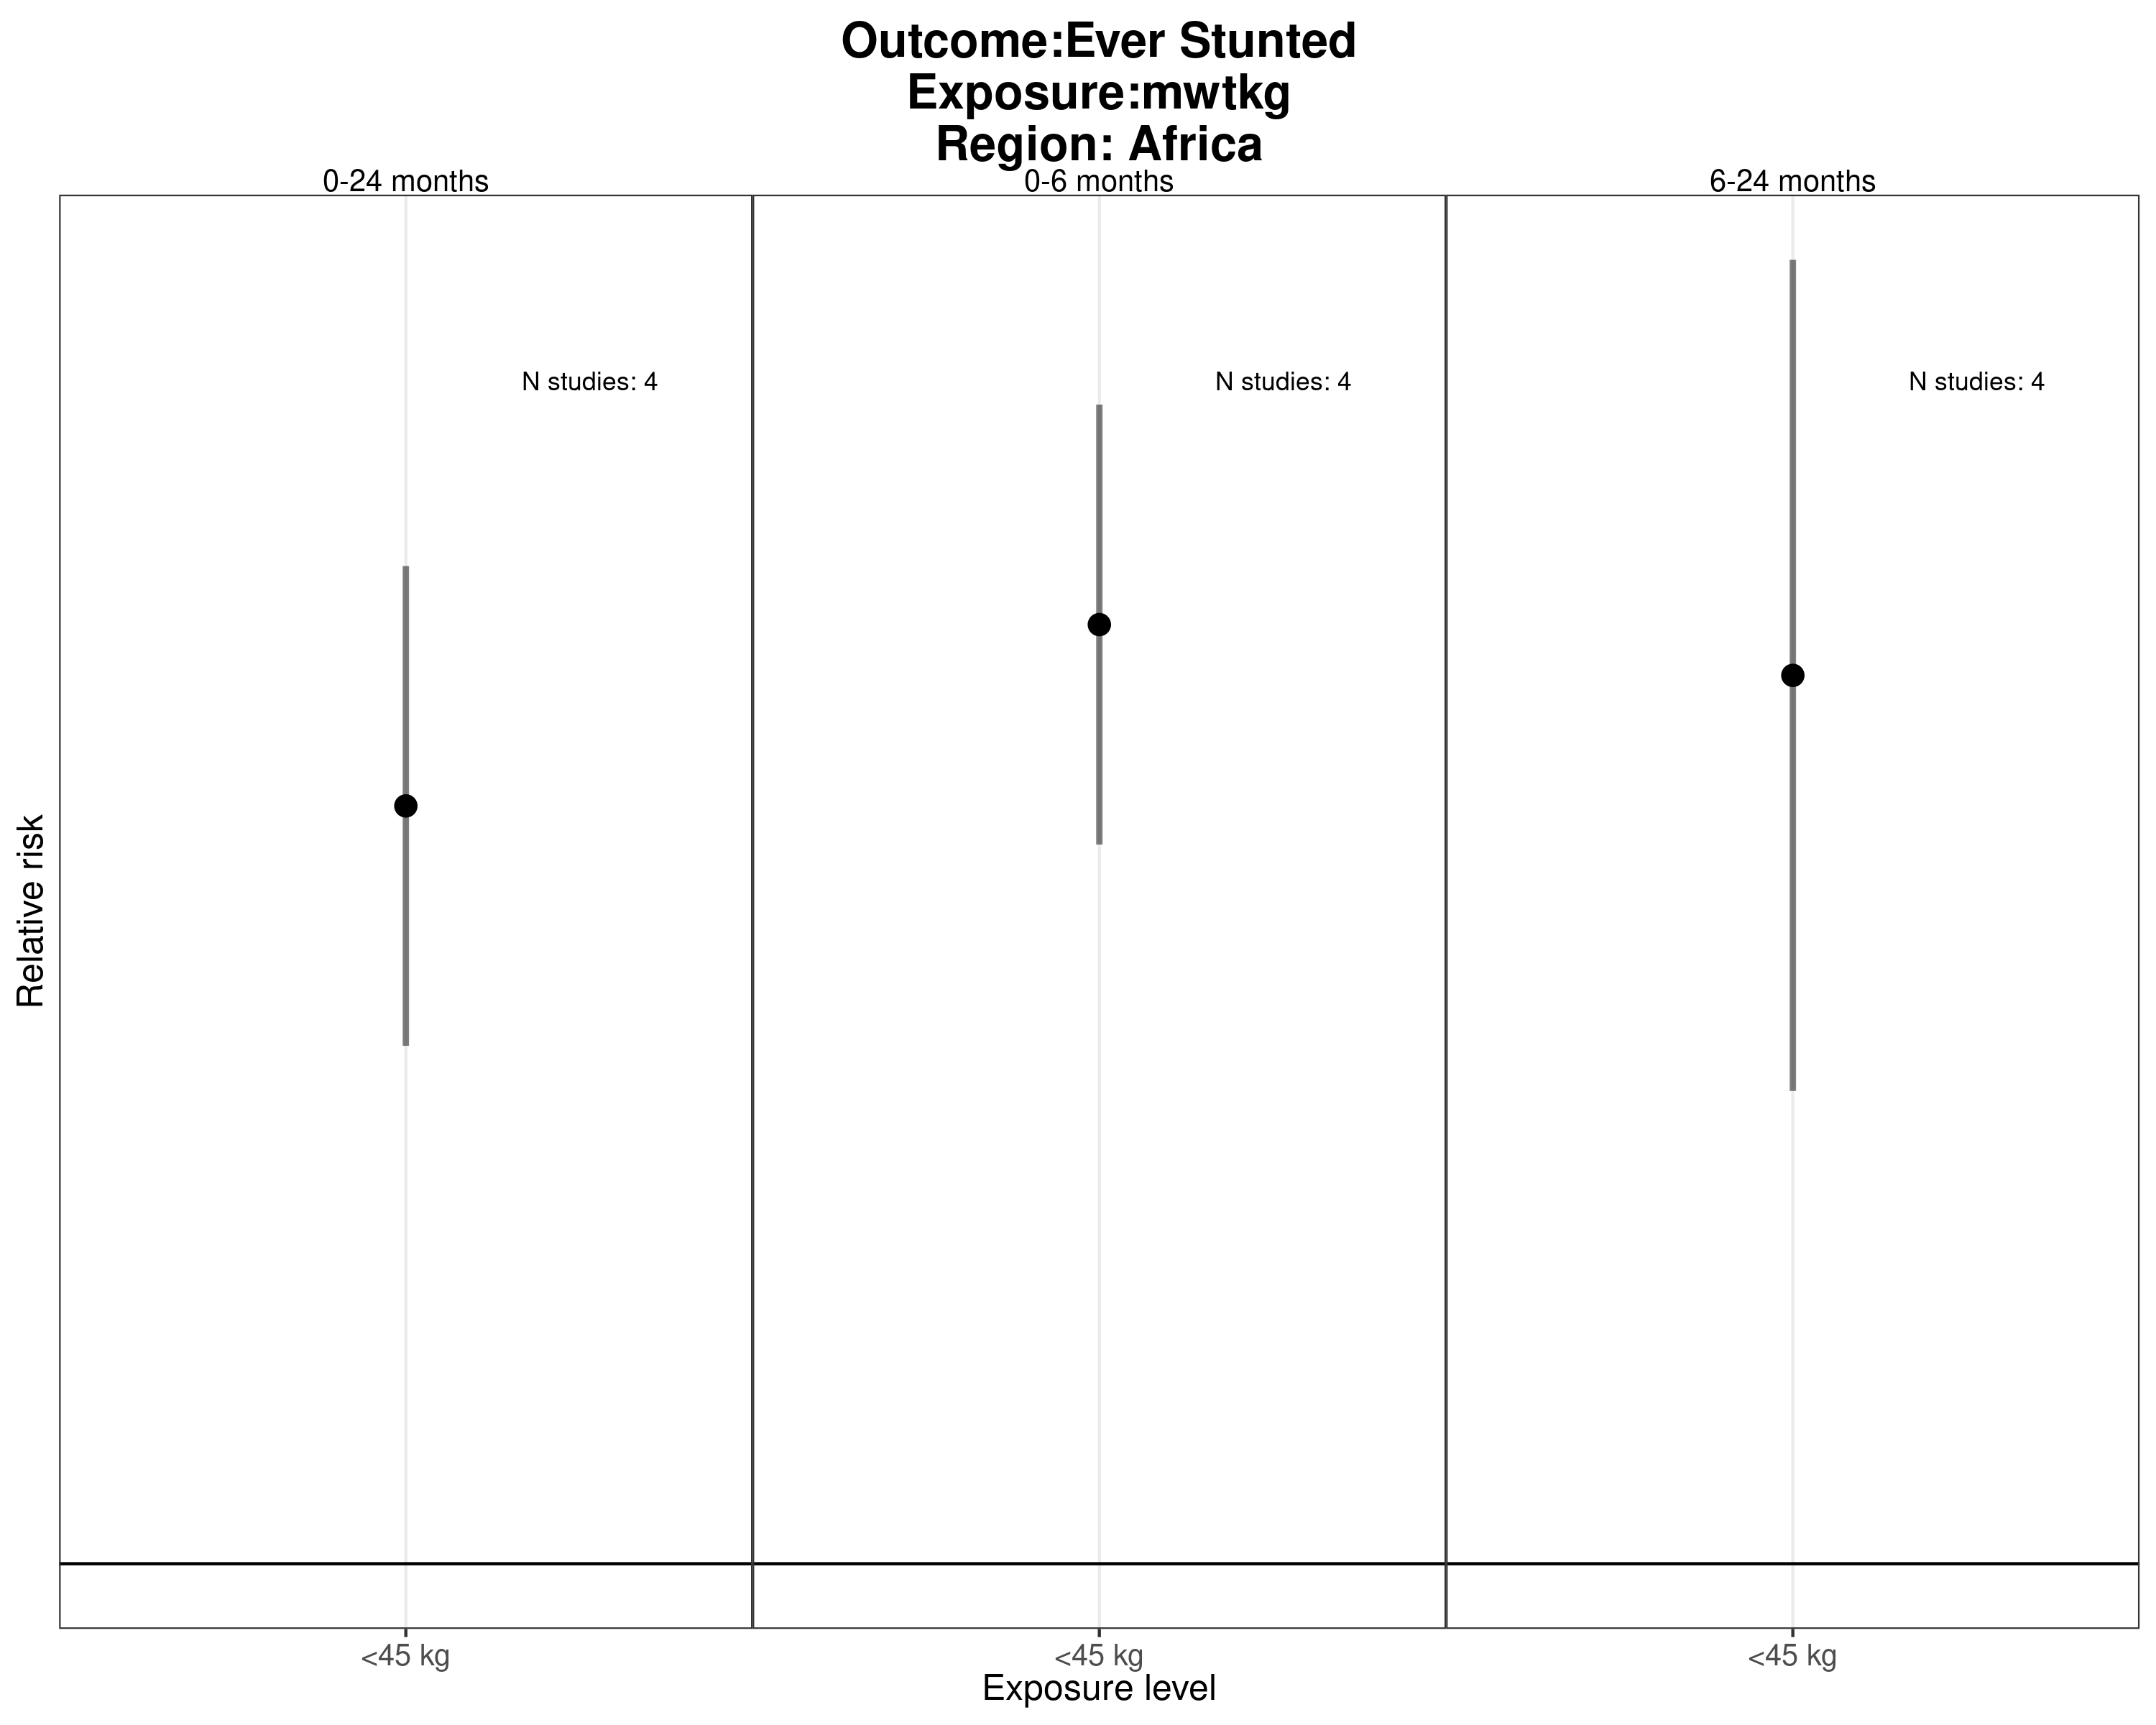 Outcome:Ever Stunted
Exposure:mwtkg
Region: Africa
0-24 months
0-6 months
6-24 months
N studies: 4
N studies: 4
N studies: 4
Relative risk
<45 kg
<45 kg
<45 kg
Exposure level